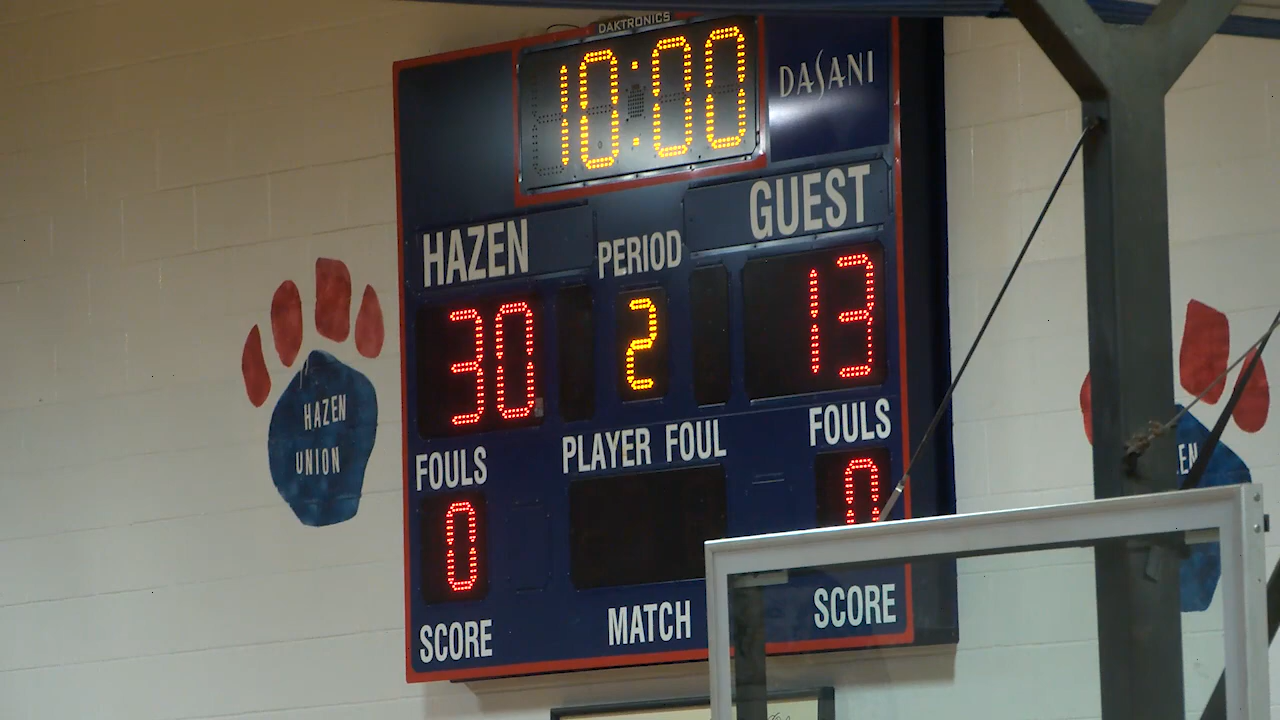 DAKTRONICS
10:00
DASANI
HAZEN
PERIOD
GUEST
30
2
13
FOULS
PLAYER FOUL
FOULS
0
0
SCORE
MATCH
SCORE
HAZEN
UNION
EN